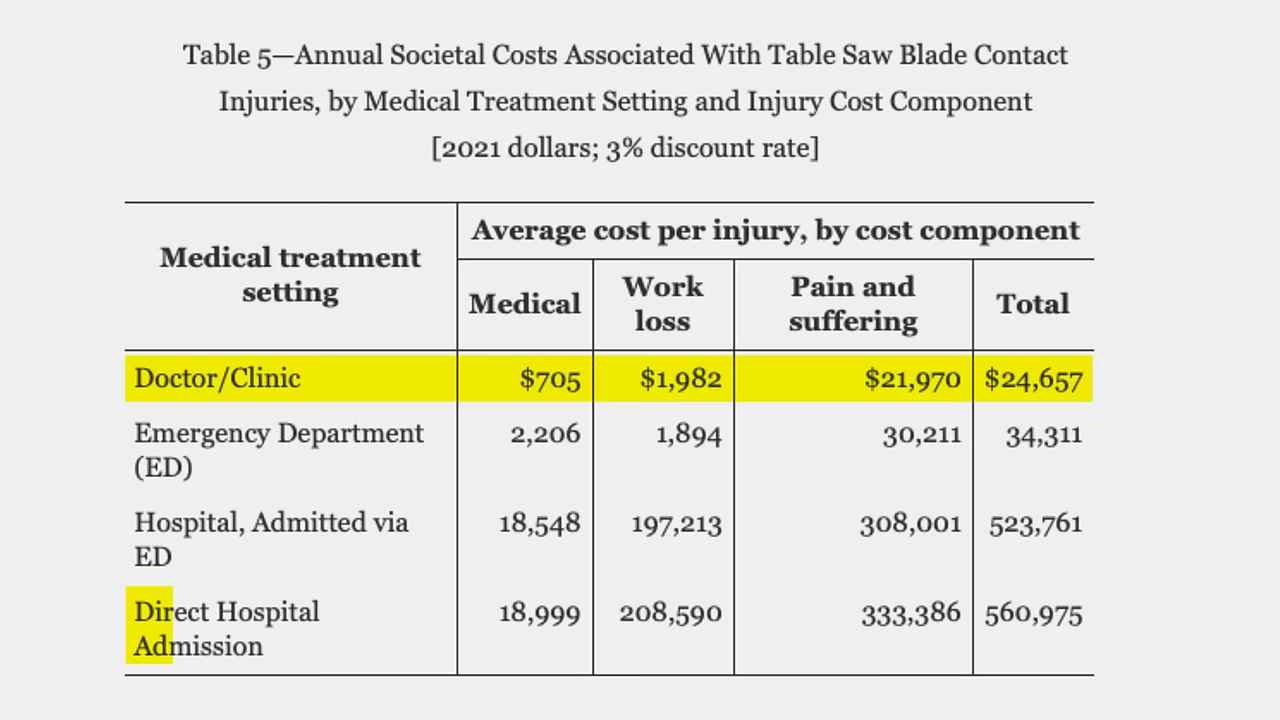 Table 5—Annual Societal Costs Associated With Table Saw Blade Contact
Injuries, by Medical Treatment Setting and Injury Cost Component
[2021 dollars; 3% discount rate]
Medical treatment
setting
Average cost per injury, by cost component
Medical
Work
loss
Pain and
suffering
Total
Doctor/Clinic $705 $1,982 $21,970 $24,657
Emergency Department 2,206 1,894 30,211 34,311
(ED)
Hospital, Admitted via 18,548 197,213 308,001 523,761
ED
Direct Hospital 18,999 208,590 333,386 560,975
Admission